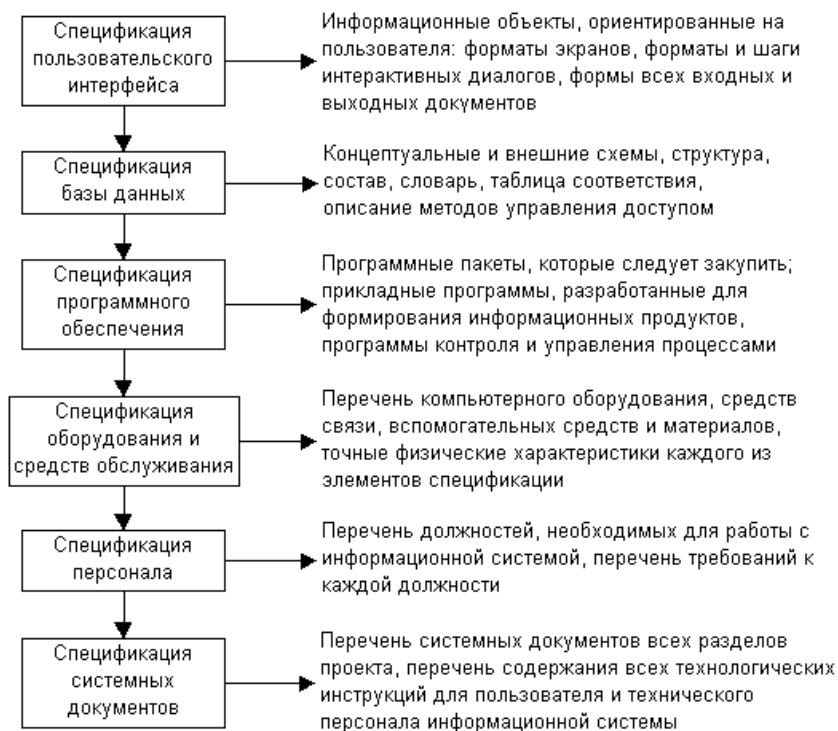 Спецификация
пользовательского
интерфейса
Информационные объекты, ориентированные на
пользователя: форматы экранов, форматы и шаги
интерактивных диалогов, формы всех входных и
выходных документов
Спецификация
базы данных
Концептуальные и внешние схемы, структура,
состав, словарь, таблица соответствия,
описание методов управления доступом
Спецификация
программного
обеспечения
Программные пакеты, которые следует закупить;
прикладные программы, разработанные для
формирования информационных продуктов,
программы контроля и управления процессами
Спецификация
оборудования и
средств обслуживания
Перечень компьютерного оборудования, средств
связи, вспомогательных средств и материалов,
точные физические характеристики каждого из
элементов спецификации
Спецификация
персонала
Перечень должностей, необходимых для работы с
информационной системой, перечень требований к
каждой должности
Спецификация
системных
документов
Перечень системных документов всех разделов
проекта, перечень содержания всех технологических
инструкций для пользователя и технического
персонала информационной системы